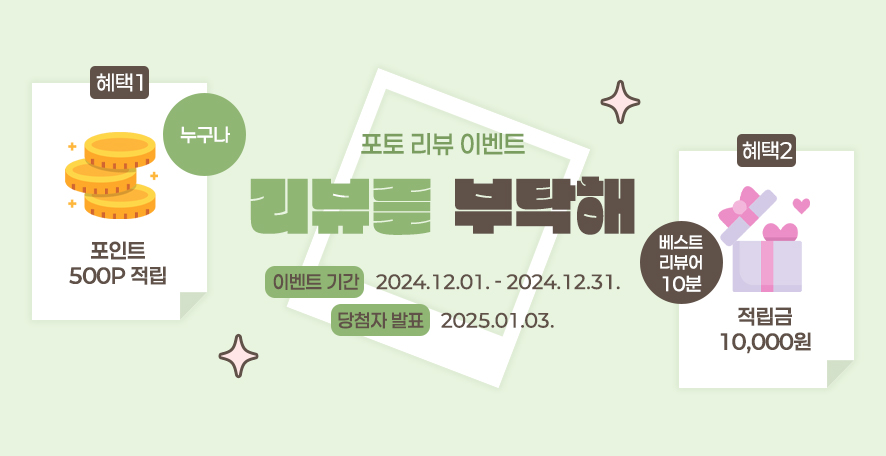 혜택1
누구나
포인트
500P 적립
포토 리뷰 이벤트
리뷰를 부탁해
이벤트 기간 2024.12.01. - 2024.12.31.
당첨자 발표 2025.01.03.
혜택2
베스트
리뷰어
10분
적립금
10,000원